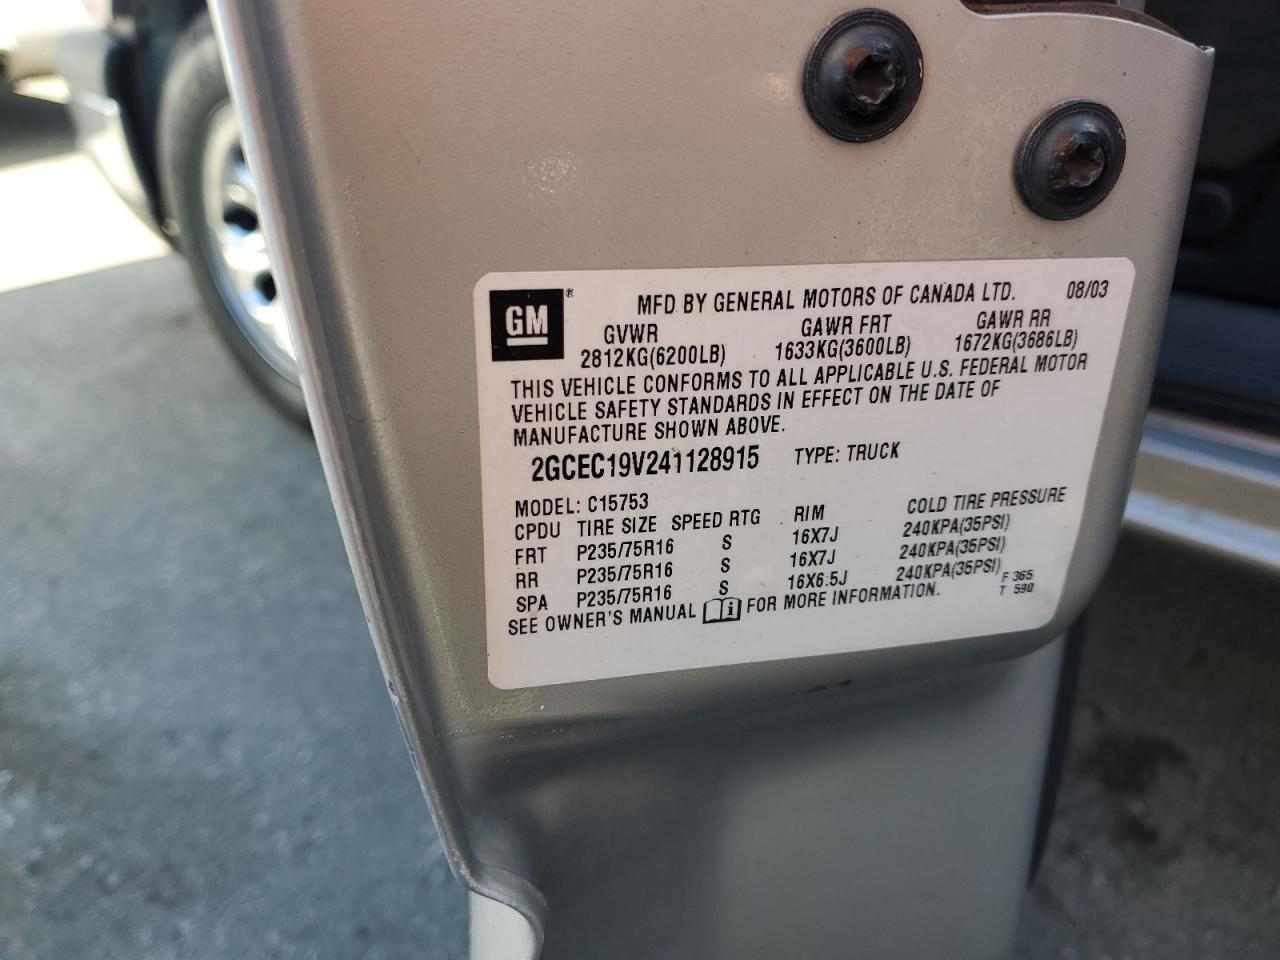 GM ® MFD BY GENERAL MOTORS OF CANADA LTD. 08/03
GVWR GAWR FRT GAWR RR
2812KG(6200LB) 1633KG(3600LB) 1672KG(3686LB)
THIS VEHICLE CONFORMS TO ALL APPLICABLE U.S. FEDERAL MOTOR
VEHICLE SAFETY STANDARDS IN EFFECT ON THE DATE OF
MANUFACTURE SHOWN ABOVE.
2GCEC19V241128915 TYPE: TRUCK
MODEL: C15753
CPDU TIRE SIZE SPEED RTG RIM COLD TIRE PRESSURE
FRT P235/75R16 S 16X7J 240KPA(35PSI)
RR P235/75R16 S 16X7J 240KPA(35PSI)
SPA P235/75R16 S 16X6.5J 240KPA(35PSI)
SEE OWNER'S MANUAL i FOR MORE INFORMATION.
F 365
T 590